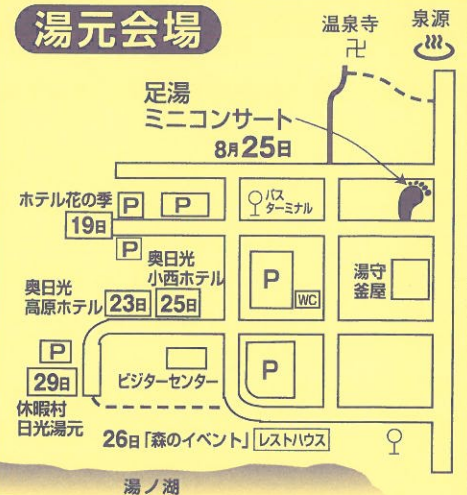 湯元会場
温泉寺
泉源
足湯
ミニコンサート
8月25日
ホテル花の季
P
P
19日
P
バス
ターミナル
奥日光
小西ホテル
25日
P
WC
湯守
釜屋
奥日光
高原ホテル
23日
P
29日
休暇村
日光湯元
ビジターセンター
P
26日「森のイベント」
レストハウス
湯ノ湖